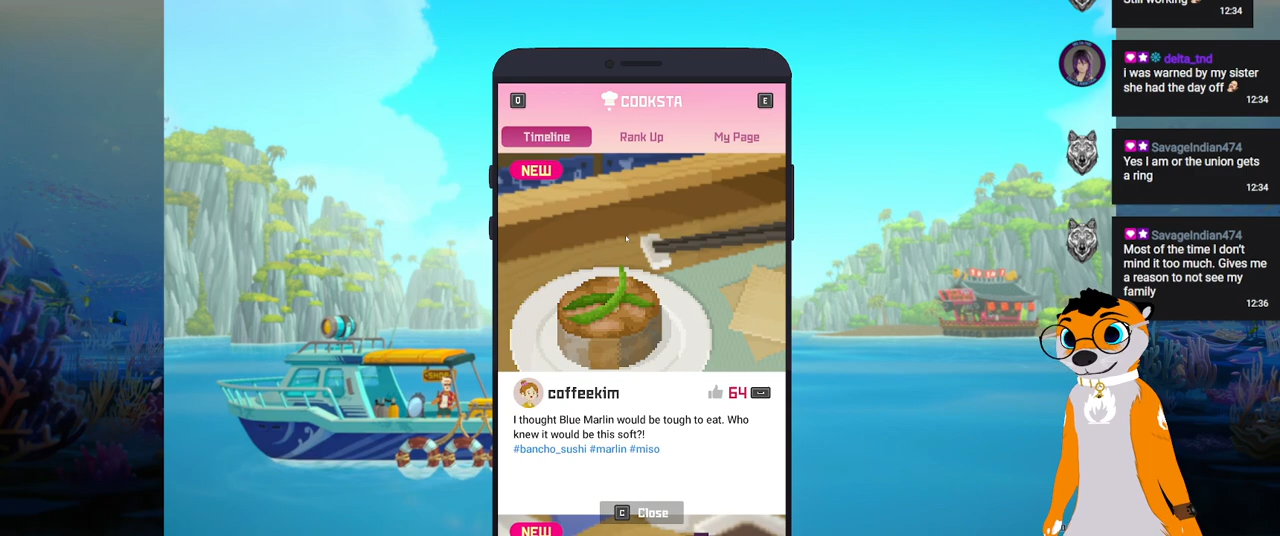 Still working
12:34
delta_tnd
I was warned by my sister
she had the day off
12:34
SavageIndian474
Yes I am or the union gets
a ring
12:34
SavageIndian474
Most of the time I don't
mind it too much. Gives me
a reason to not see my
family
12:36
COOKSTA
E
Timeline
Rank Up
My Page
NEW
SHOP
coffeekim
64
I thought Blue Marlin would be tough to eat. Who
knew it would be this soft?!
#bancho_sushi #marlin #miso
C Close
NEW